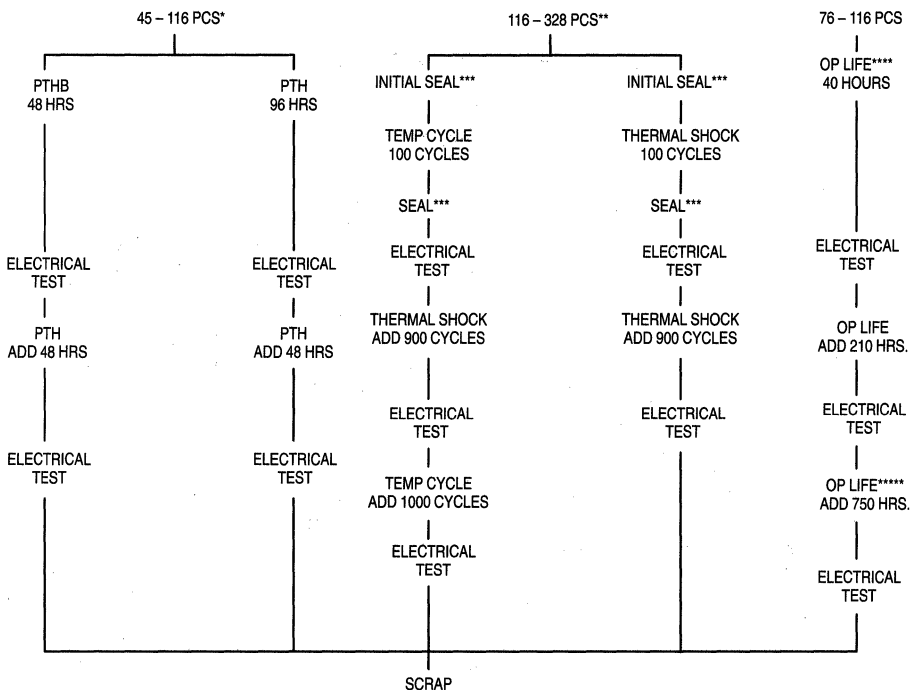 45 – 116 PCS*
116 – 328 PCS**
76 – 116 PCS
PTHB
48 HRS
ELECTRICAL
TEST
PTH
ADD 48 HRS
ELECTRICAL
TEST
PTH
96 HRS
ELECTRICAL
TEST
PTH
ADD 48 HRS
ELECTRICAL
TEST
INITIAL SEAL***
TEMP CYCLE
100 CYCLES
SEAL***
ELECTRICAL
TEST
THERMAL SHOCK
ADD 900 CYCLES
ELECTRICAL
TEST
TEMP CYCLE
ADD 1000 CYCLES
ELECTRICAL
TEST
INITIAL SEAL***
THERMAL SHOCK
100 CYCLES
SEAL***
ELECTRICAL
TEST
THERMAL SHOCK
ADD 900 CYCLES
ELECTRICAL
TEST
OP LIFE****
40 HOURS
ELECTRICAL
TEST
OP LIFE
ADD 210 HRS.
ELECTRICAL
TEST
OP LIFE*****
ADD 750 HRS.
ELECTRICAL
TEST
SCRAP